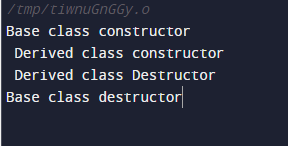 /tmp/tiwnuGnGGy.o
Base class constructor
 Derived class constructor
 Derived class Destructor
Base class destructor